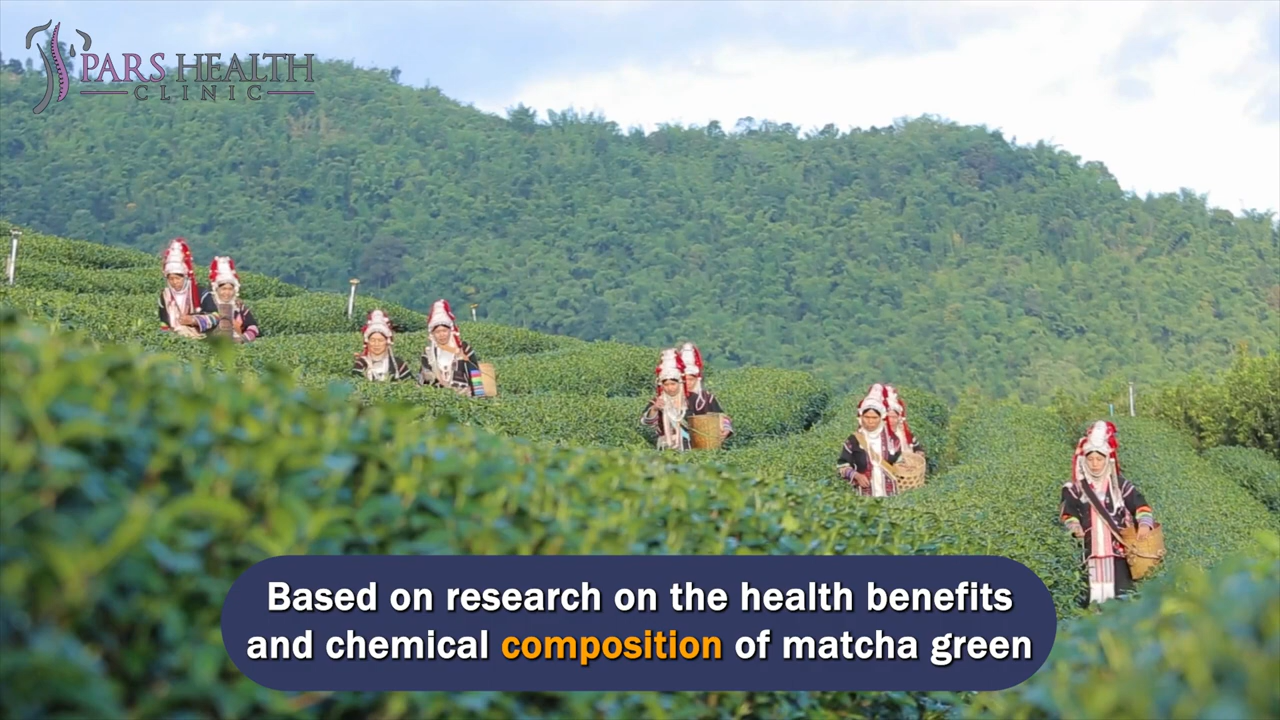 PARS HEALTH
CLINIC
Based on research on the health benefits
and chemical composition of matcha green